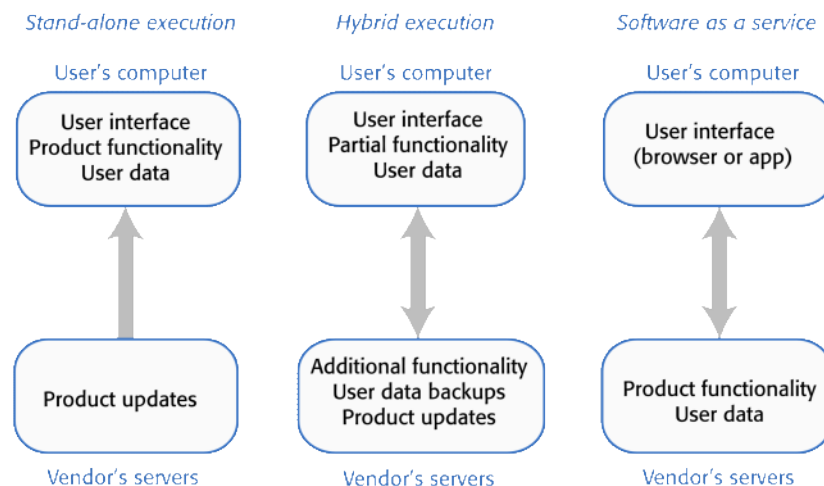 Stand-alone execution
User's computer
User interface
Product functionality
User data
Product updates
Vendor's servers
Hybrid execution
User's computer
User interface
Partial functionality
User data
Additional functionality
User data backups
Product updates
Vendor's servers
Software as a service
User's computer
User interface
(browser or app)
Product functionality
User data
Vendor's servers